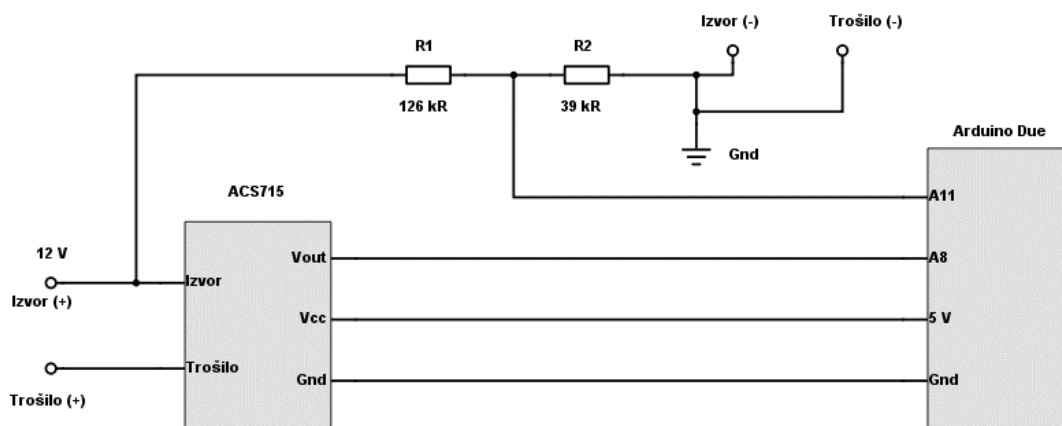 Izvor (-)
Trošilo (-)
R1
R2
126 kR
39 kR
Gnd
Arduino Due
ACS715
A11
12 V
Vout
A8
Izvor
Izvor (+)
Vcc
5 V
Trošilo
Gnd
Gnd
Trošilo (+)